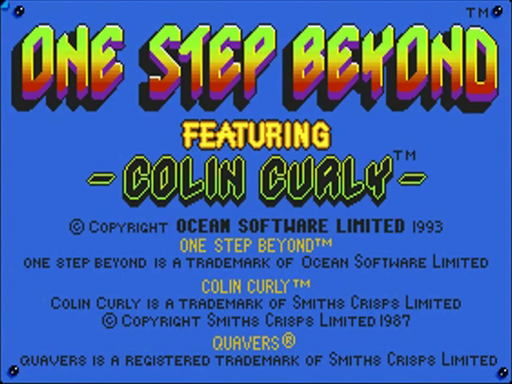 ONE STEP BEYOND™
FEATURING
- COLIN CURLY™ -
© COPYRIGHT OCEAN SOFTWARE LIMITED 1993
ONE STEP BEYOND™
ONE STEP BEYOND IS A TRADEMARK OF OCEAN SOFTWARE LIMITED
COLIN CURLY™
COLIN CURLY IS A TRADEMARK OF SMITHS CRISPS LIMITED
© COPYRIGHT SMITHS CRISPS LIMITED 1987
QUAVERS®
QUAVERS IS A REGISTERED TRADEMARK OF SMITHS CRISPS LIMITED